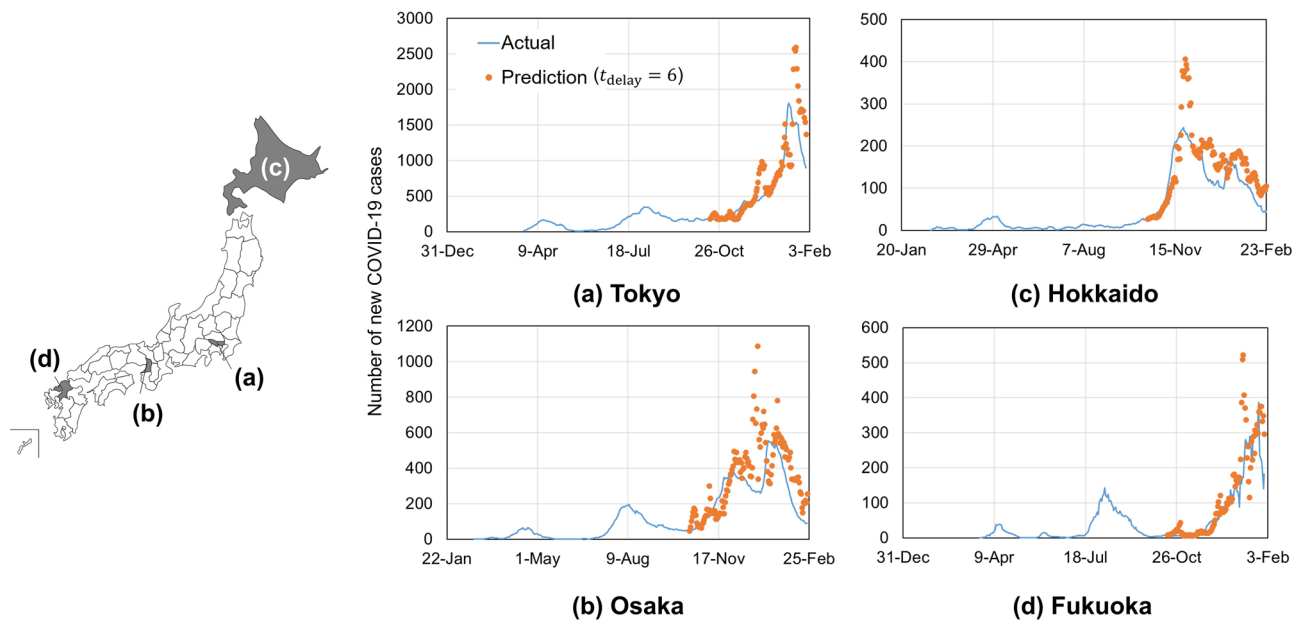 (c)
(d)
(b)
(a)
Number of new COVID-19 cases
3000
2500
2000
1500
1000
500
0
Actual
Prediction (t_delay = 6)
31-Dec 9-Apr 18-Jul 26-Oct 3-Feb
(a) Tokyo
500
400
300
200
100
0
20-Jan 29-Apr 7-Aug 15-Nov 23-Feb
(c) Hokkaido
1200
1000
800
600
400
200
0
22-Jan 1-May 9-Aug 17-Nov 25-Feb
(b) Osaka
600
500
400
300
200
100
0
31-Dec 9-Apr 18-Jul 26-Oct 3-Feb
(d) Fukuoka